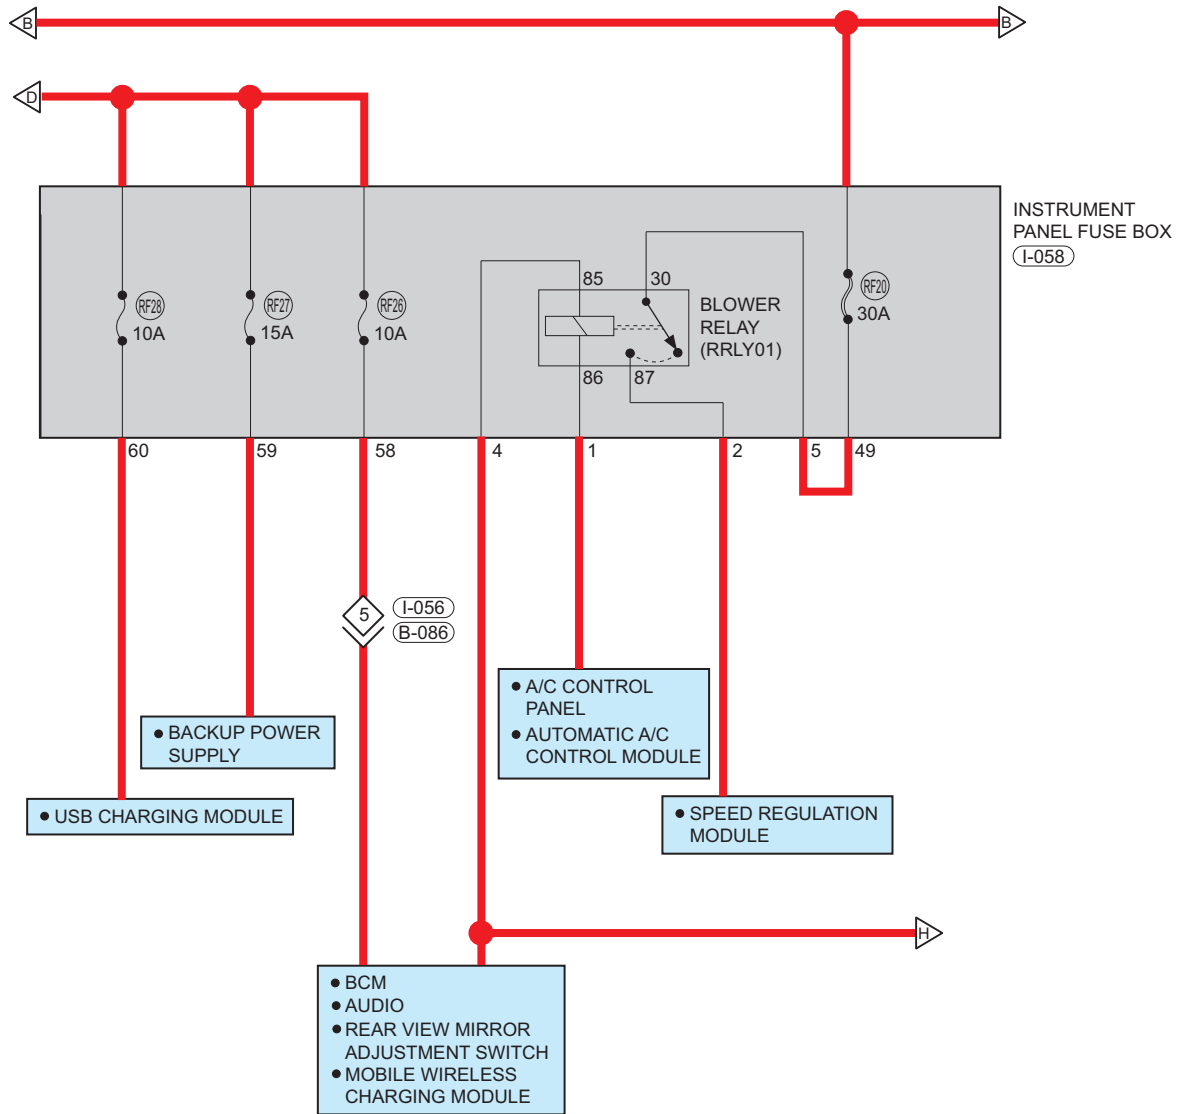 B
B
D
INSTRUMENT
PANEL FUSE BOX
I-058
RF28
10A
RF27
15A
RF26
10A
85
30
86
87
BLOWER
RELAY
(RRLY01)
RF20
30A
60
59
58
4
1
2
5
49
5
I-056
B-086
A/C CONTROL
PANEL
AUTOMATIC A/C
CONTROL MODULE
BACKUP POWER
SUPPLY
USB CHARGING MODULE
SPEED REGULATION
MODULE
H
BCM
AUDIO
REAR VIEW MIRROR
ADJUSTMENT SWITCH
MOBILE WIRELESS
CHARGING MODULE